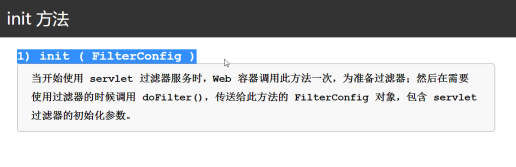 init 方法
1) init ( FilterConfig )
当开始使用 servlet 过滤器服务时，Web 容器调用此方法一次，为准备过滤器；然后在需要
使用过滤器的时候调用 doFilter()，传送给此方法的 FilterConfig 对象，包含 servlet
过滤器的初始化参数。